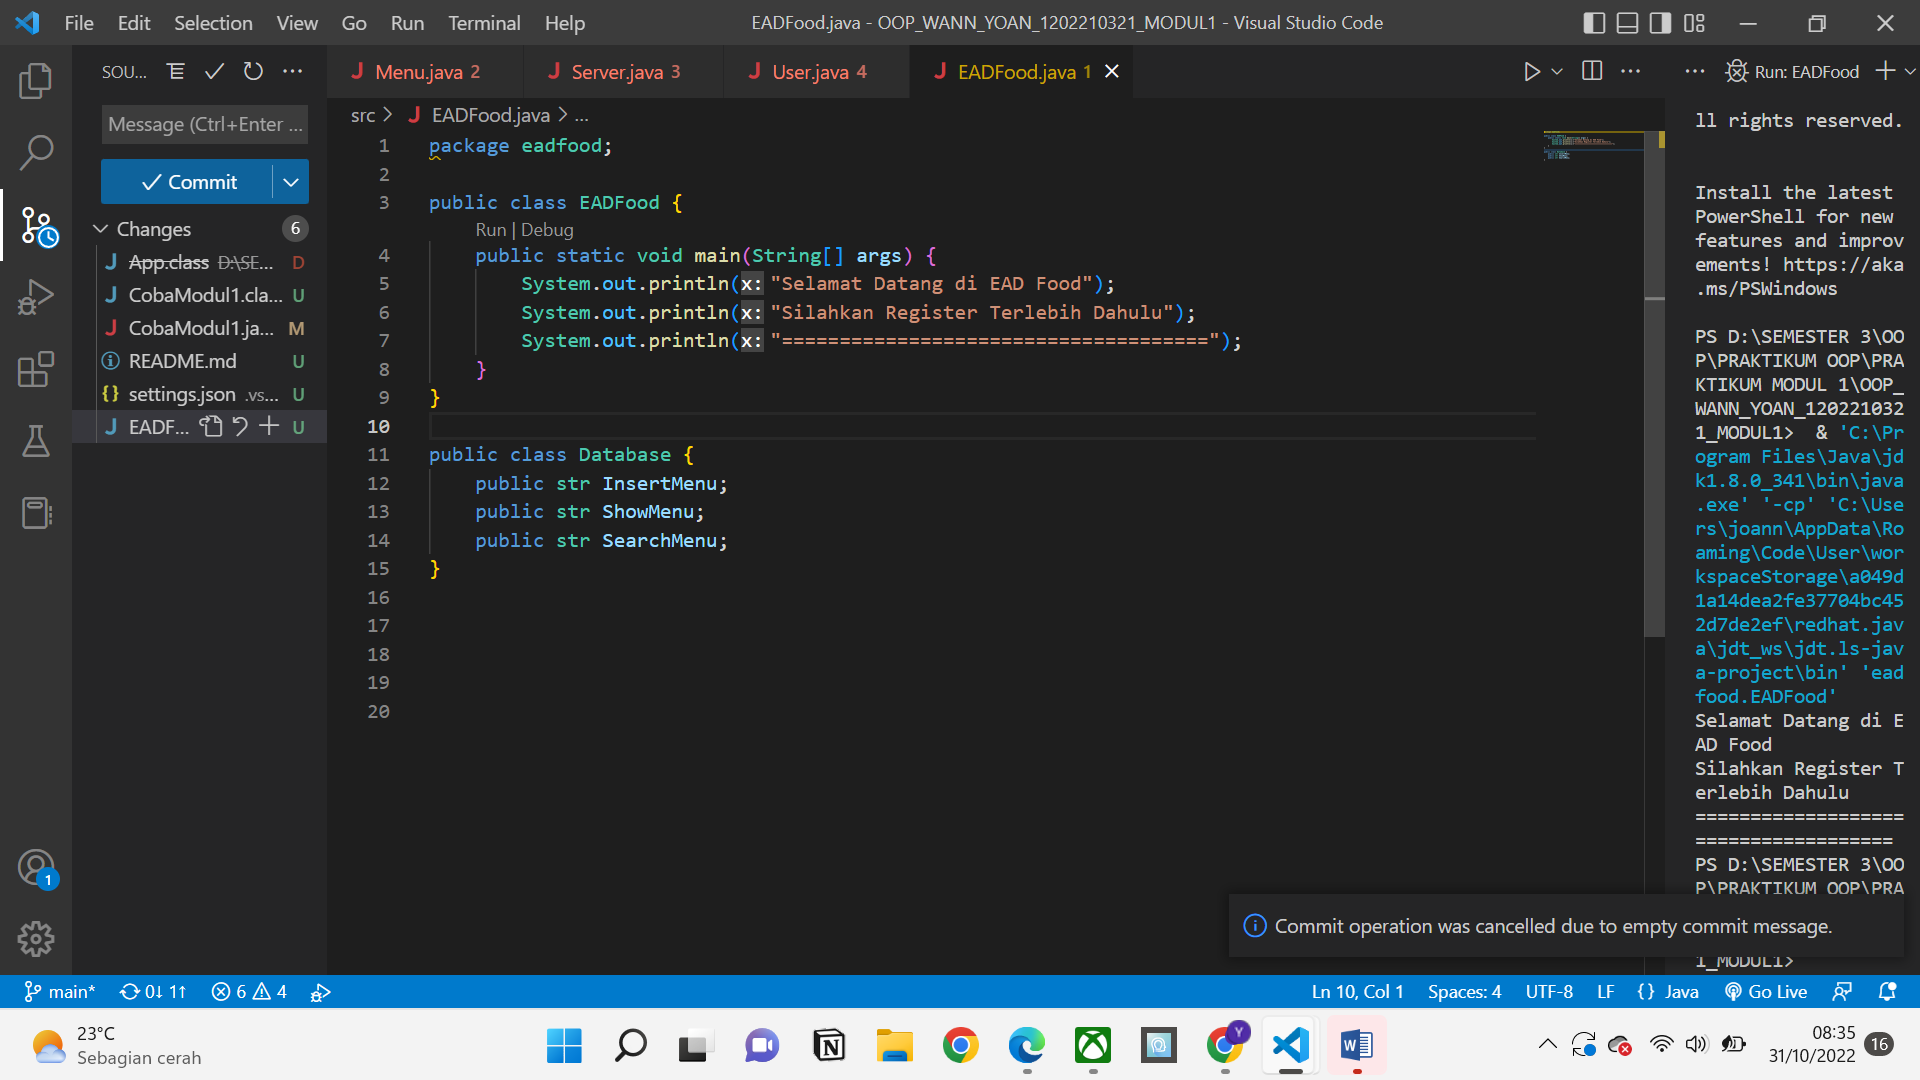 File Edit Selection View Go Run Terminal Help
EADFood.java - OOP_WANN_YOAN_1202210321_MODUL1 - Visual Studio Code
SOU...
Menu.java 2
Server.java 3
User.java 4
EADFood.java 1
Run: EADFood
Message (Ctrl+Enter ...
Commit
Changes 6
App.class D:\SE... D
CobaModul1.cla... U
CobaModul1.ja... M
README.md U
settings.json .vs... U
EADF... U
src > EADFood.java > ...
1 package eadfood;
2
3 public class EADFood {
Run | Debug
4 public static void main(String[] args) {
5 System.out.println(x: "Selamat Datang di EAD Food");
6 System.out.println(x: "Silahkan Register Terlebih Dahulu");
7 System.out.println(x: "=====================================");
8 }
9 }
10
11 public class Database {
12 public str InsertMenu;
13 public str ShowMenu;
14 public str SearchMenu;
15 }
16
17
18
19
20
ll rights reserved.
Install the latest
PowerShell for new
features and improv
ements! https://aka
.ms/PSWindows
PS D:\SEMESTER 3\OO
P\PRAKTIKUM OOP\PRA
KTIKUM MODUL 1\OOP_
WANN_YOAN_120221032
1_MODUL1> & 'C:\Pr
ogram Files\Java\jd
k1.8.0_341\bin\java
.exe' '-cp' 'C:\Use
rs\joann\AppData\Ro
aming\Code\User\wor
kspaceStorage\a049d
1a14dea2fe37704bc45
2d7de2ef\redhat.jav
a\jdt_ws\jdt.ls-jav
a-project\bin' 'ead
food.EADFood'
Selamat Datang di E
AD Food
Silahkan Register T
erlebih Dahulu
===================
==================
PS D:\SEMESTER 3\OO
P\PRAKTIKUM OOP\PRA
Commit operation was cancelled due to empty commit message.
1_MODUL1>
1
main* 0↓ 1↑ 6 4
Ln 10, Col 1 Spaces: 4 UTF-8 LF {} Java Go Live
23°C
Sebagian cerah
Y
08:35
31/10/2022
16